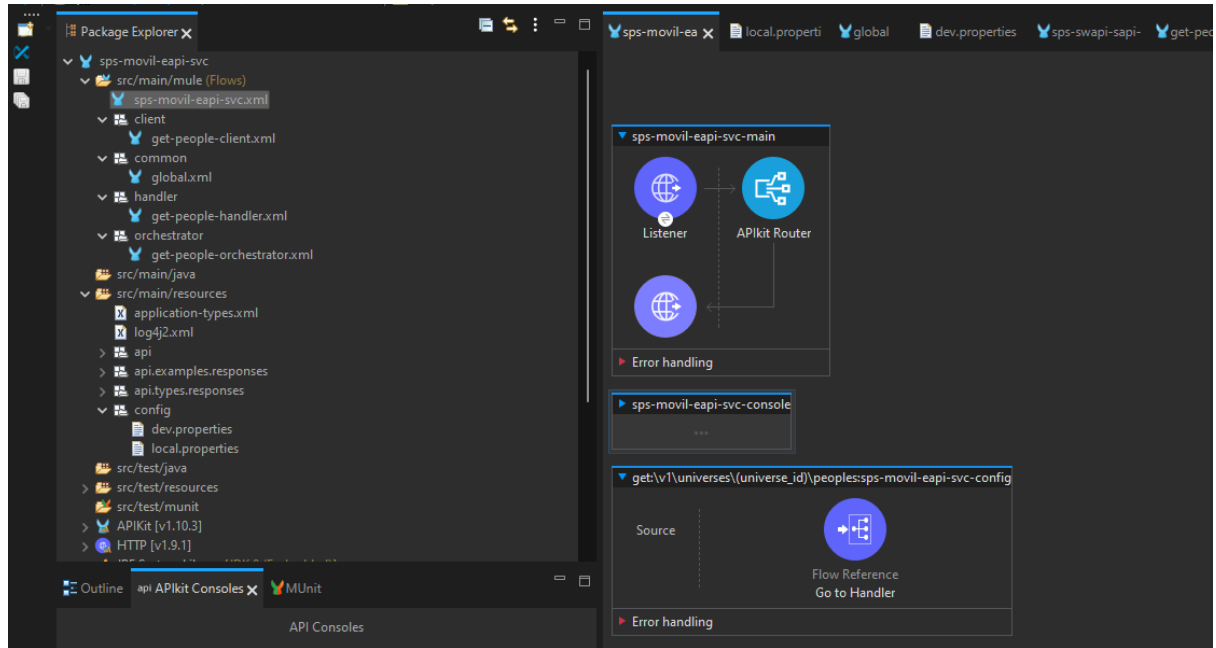 Package Explorer
sps-movil-eapi-svc
src/main/mule (Flows)
sps-movil-eapi-svc.xml
client
get-people-client.xml
common
global.xml
handler
get-people-handler.xml
orchestrator
get-people-orchestrator.xml
src/main/java
src/main/resources
application-types.xml
log4j2.xml
api
api.examples.responses
api.types.responses
config
dev.properties
local.properties
src/test/java
src/test/resources
src/test/munit
APIKit [v1.10.3]
HTTP [v1.9.1]
Outline
api APIkit Consoles
MUnit
API Consoles
sps-movil-ea
local.properti
global
dev.properties
sps-swapi-sapi-
get-peo
sps-movil-eapi-svc-main
Listener
APIkit Router
Error handling
sps-movil-eapi-svc-console
...
get:\v1\universes\(universe_id)\peoples:sps-movil-eapi-svc-config
Source
Flow Reference
Go to Handler
Error handling